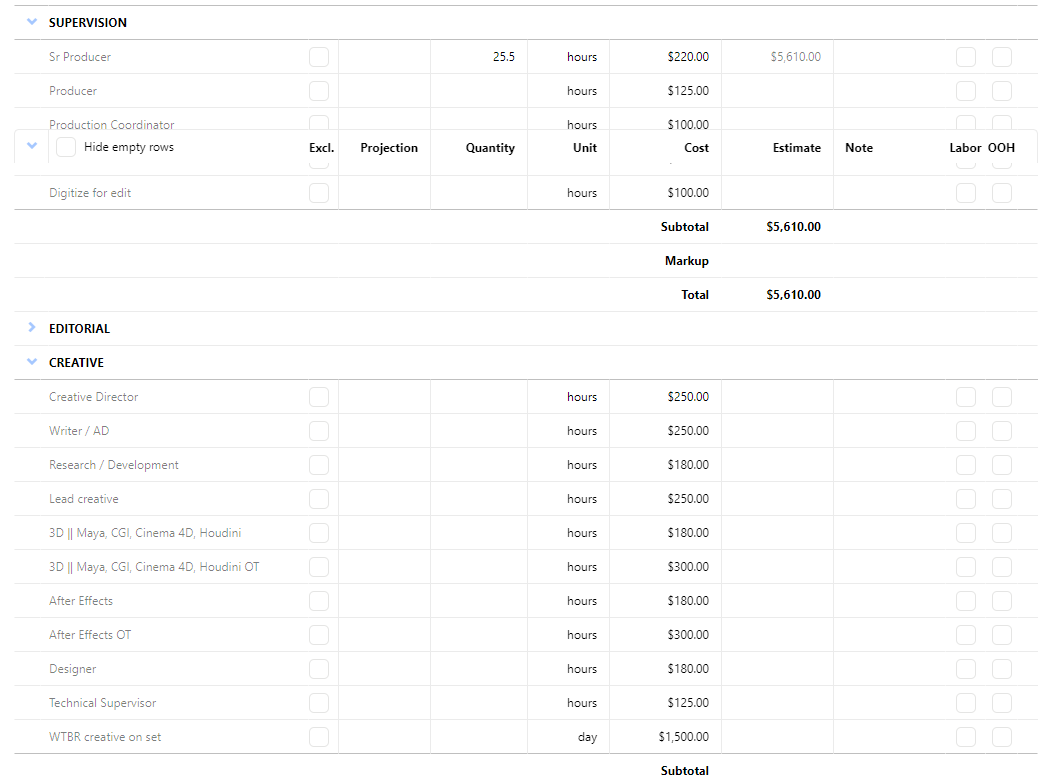 SUPERVISION
Sr Producer 25.5 hours $220.00 $5,610.00
Producer hours $125.00
Production Coordinator hours $100.00
Hide empty rows Excl. Projection Quantity Unit Cost Estimate Note Labor OOH
Digitize for edit hours $100.00
Subtotal $5,610.00
Markup
Total $5,610.00
EDITORIAL
CREATIVE
Creative Director hours $250.00
Writer / AD hours $250.00
Research / Development hours $180.00
Lead creative hours $250.00
3D || Maya, CGI, Cinema 4D, Houdini hours $180.00
3D || Maya, CGI, Cinema 4D, Houdini OT hours $300.00
After Effects hours $180.00
After Effects OT hours $300.00
Designer hours $180.00
Technical Supervisor hours $125.00
WTBR creative on set day $1,500.00
Subtotal